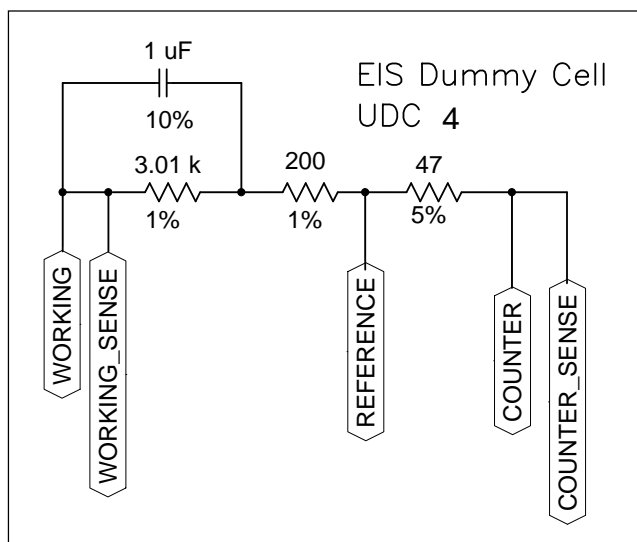 1 uF
10%
EIS Dummy Cell
UDC 4
3.01 k
1%
200
1%
47
5%
WORKING
WORKING_SENSE
REFERENCE
COUNTER
COUNTER_SENSE